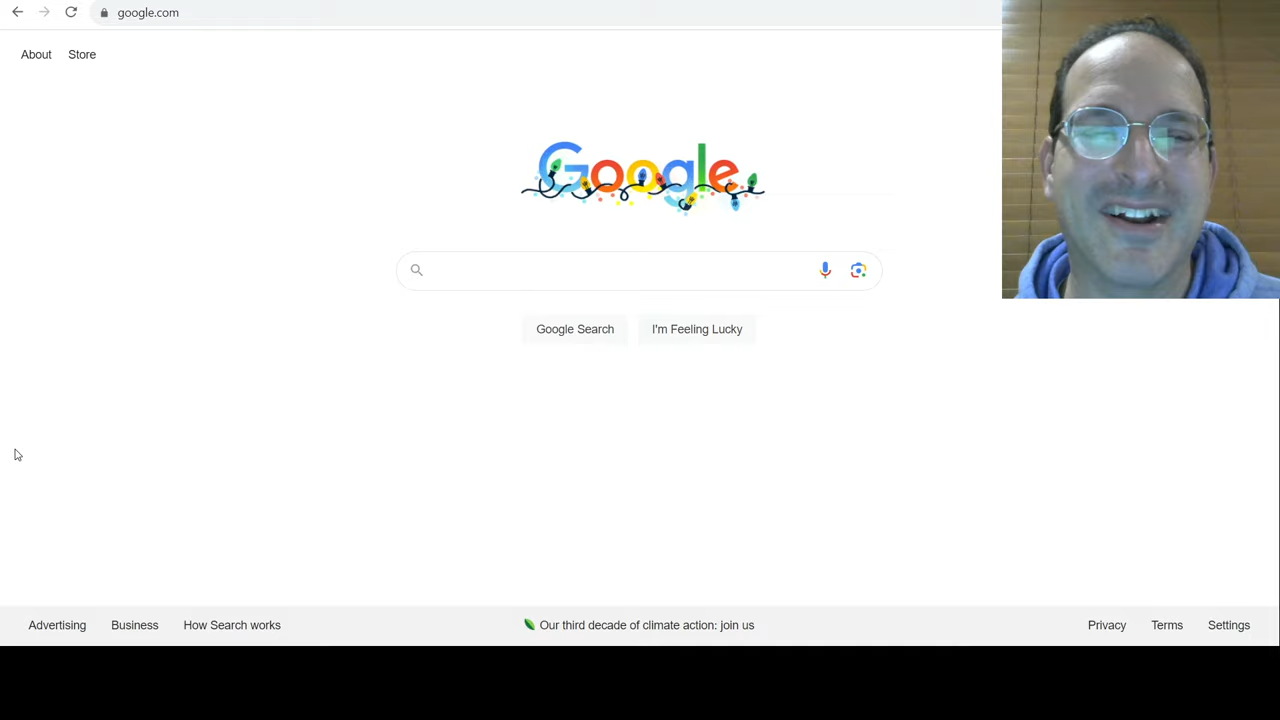 google.com
About Store
Google
Google Search I'm Feeling Lucky
Advertising Business How Search works Our third decade of climate action: join us Privacy Terms Settings